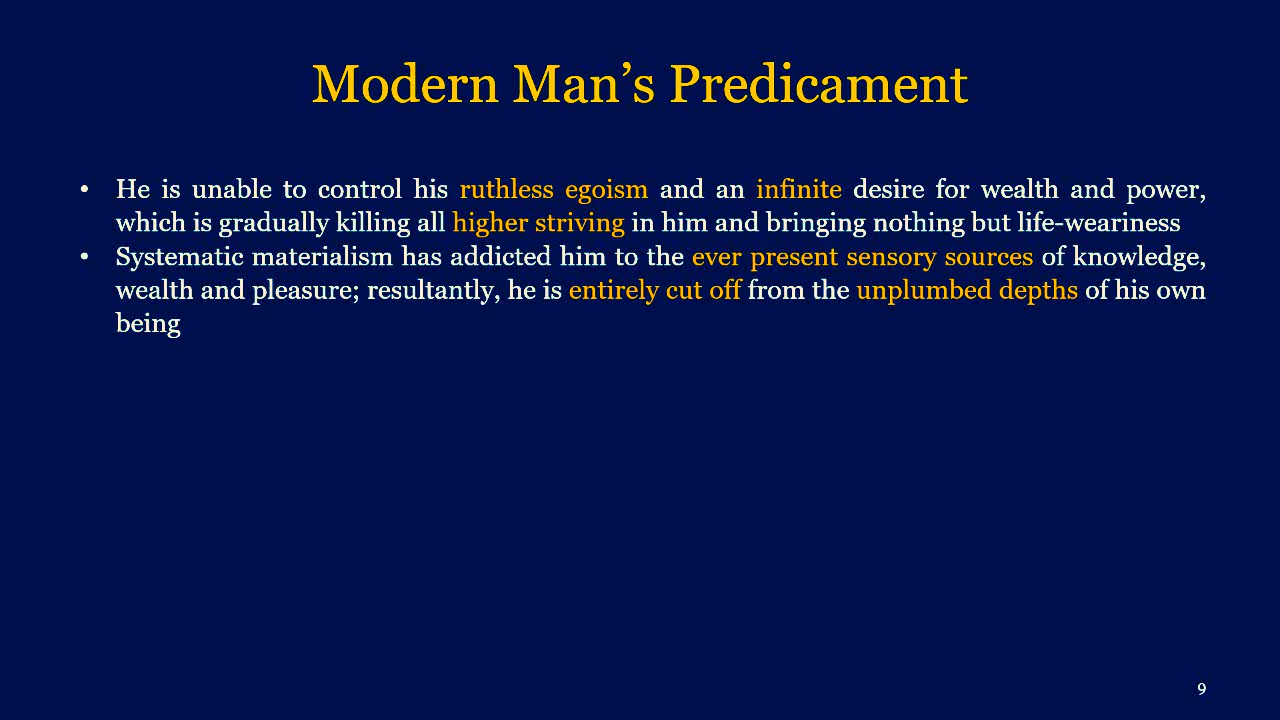 Modern Man’s Predicament
• He is unable to control his ruthless egoism and an infinite desire for wealth and power,
which is gradually killing all higher striving in him and bringing nothing but life-weariness
• Systematic materialism has addicted him to the ever present sensory sources of knowledge,
wealth and pleasure; resultantly, he is entirely cut off from the unplumbed depths of his own
being
9